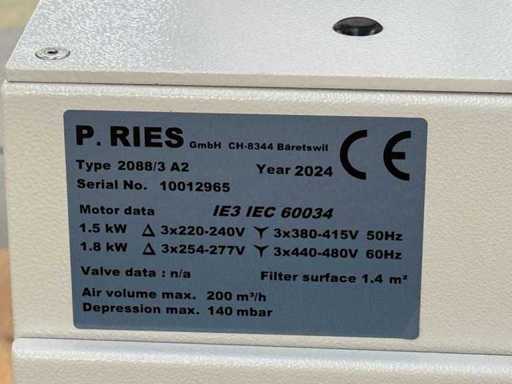 P. RIES GmbH CH-8344 Bäretswil CE
Type 2088/3 A2 Year 2024
Serial No. 10012965
Motor data IE3 IEC 60034
1.5 kW △ 3x220-240V Y 3x380-415V 50Hz
1.8 kW △ 3x254-277V Y 3x440-480V 60Hz
Valve data : n/a Filter surface 1.4 m²
Air volume max. 200 m³/h
Depression max. 140 mbar